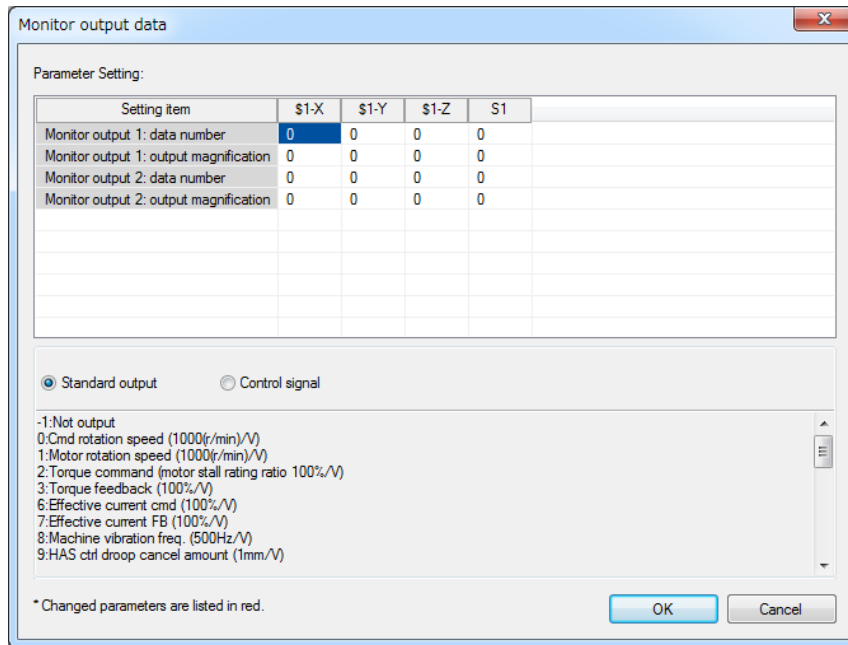 Monitor output data
Parameter Setting:
Setting item $1-X $1-Y $1-Z S1
Monitor output 1: data number 0 0 0 0
Monitor output 1: output magnification 0 0 0 0
Monitor output 2: data number 0 0 0 0
Monitor output 2: output magnification 0 0 0 0
Standard output Control signal
-1:Not output
0:Cmd rotation speed (1000(r/min)/V)
1:Motor rotation speed (1000(r/min)/V)
2:Torque command (motor stall rating ratio 100%/V)
3:Torque feedback (100%/V)
6:Effective current cmd (100%/V)
7:Effective current FB (100%/V)
8:Machine vibration freq. (500Hz/V)
9:HAS ctrl droop cancel amount (1mm/V)
* Changed parameters are listed in red.
OK Cancel